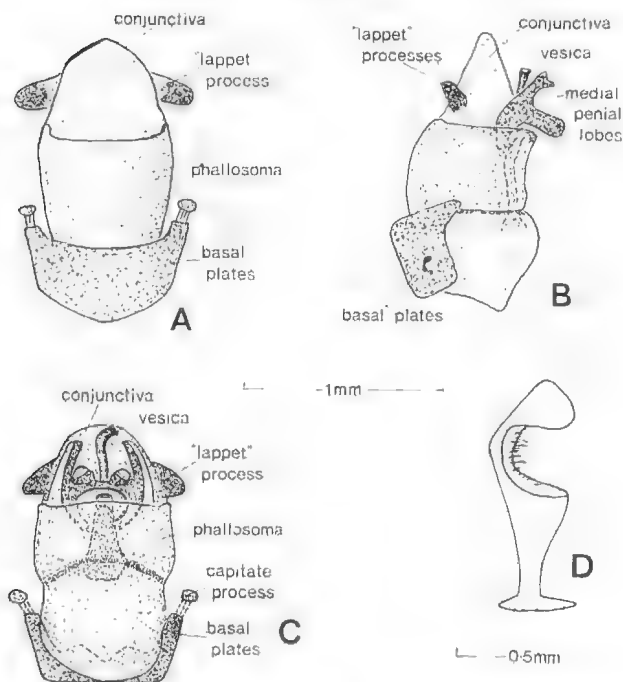 conjunctiva
"lappet"
process
phallosoma
basal
plates
A
"lappet"
processes
conjunctiva
vesica
medial
penial
lobes
basal plates
B
1mm
conjunctiva
vesica
"lappet"
process
phallosoma
capitate
process
basal
plates
C
D
0·5mm